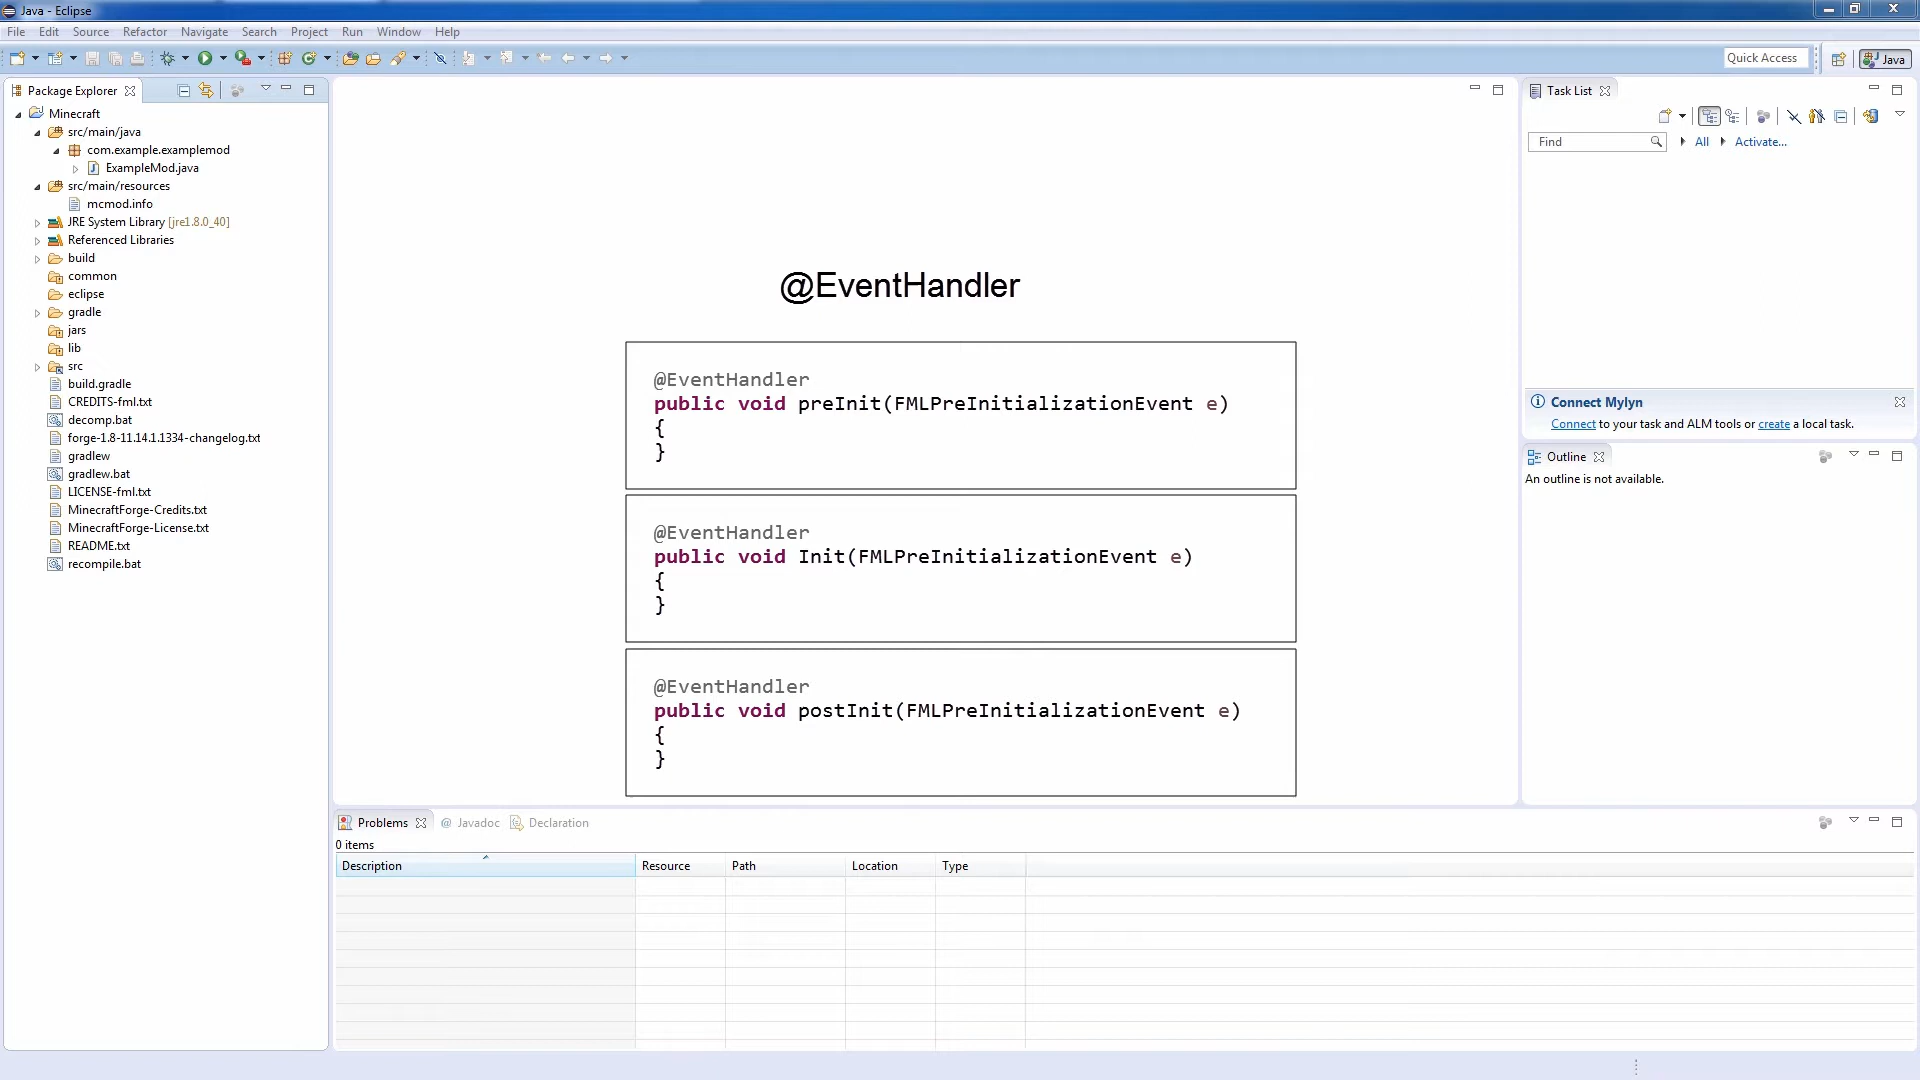 Java - Eclipse
File Edit Source Refactor Navigate Search Project Run Window Help
Quick Access
Java
Package Explorer
Minecraft
src/main/java
com.example.examplemod
ExampleMod.java
src/main/resources
mcmod.info
JRE System Library [jre1.8.0_40]
Referenced Libraries
build
common
eclipse
gradle
jars
lib
src
build.gradle
CREDITS-fml.txt
decomp.bat
forge-1.8-11.14.1.1334-changelog.txt
gradlew
gradlew.bat
LICENSE-fml.txt
MinecraftForge-Credits.txt
MinecraftForge-License.txt
README.txt
recompile.bat
@EventHandler
@EventHandler
public void preInit(FMLPreInitializationEvent e)
{
}
@EventHandler
public void Init(FMLPreInitializationEvent e)
{
}
@EventHandler
public void postInit(FMLPreInitializationEvent e)
{
}
Task List
Find
All
Activate...
Connect Mylyn
Connect to your task and ALM tools or create a local task.
Outline
An outline is not available.
Problems
@ Javadoc
Declaration
0 items
Description Resource Path Location Type